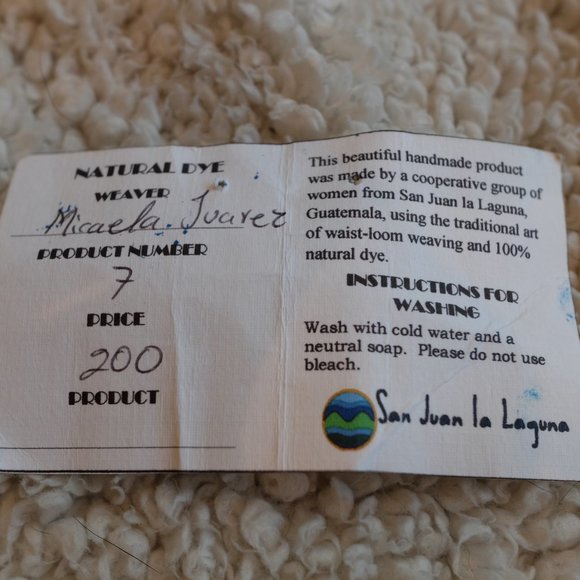 NATURAL DYE
WEAVER
Micaela Juarez
PRODUCT NUMBER
7
PRICE
200
PRODUCT
This beautiful handmade product
was made by a cooperative group of
women from San Juan la Laguna,
Guatemala, using the traditional art
of waist-loom weaving and 100%
natural dye.
INSTRUCTIONS FOR
WASHING
Wash with cold water and a
neutral soap. Please do not use
bleach.
San Juan la Laguna